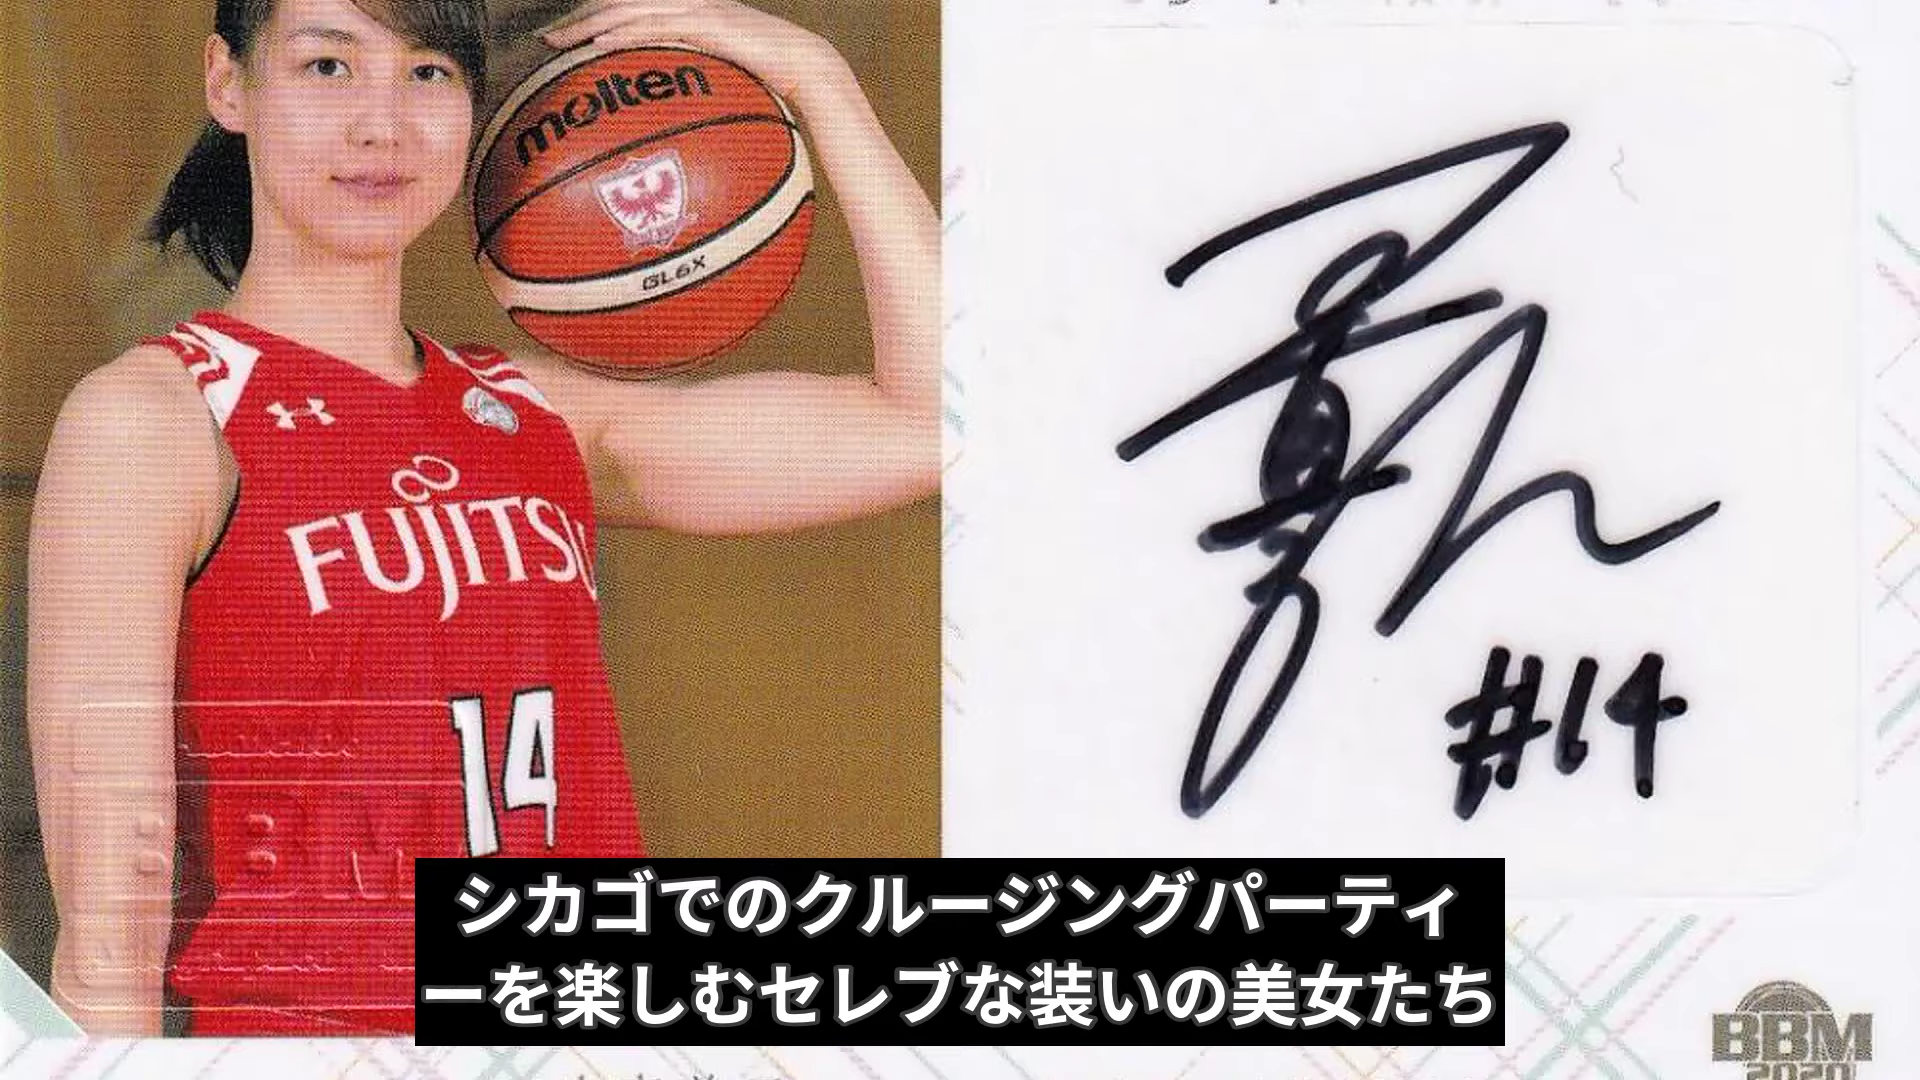 molten
GL6X
FUJITSU
14
#14
シカゴでのクルージングパーティ
ーを楽しむセレブな装いの美女たち
BBM
2020